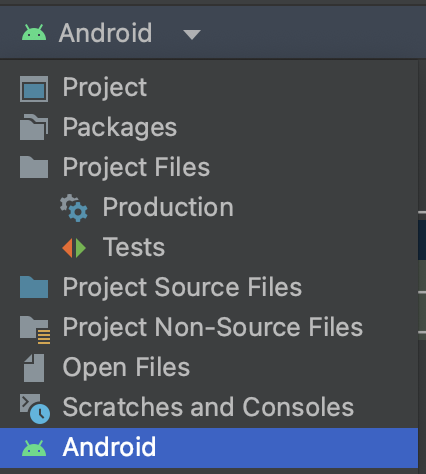 Android
Project
Packages
Project Files
Production
Tests
Project Source Files
Project Non-Source Files
Open Files
Scratches and Consoles
Android